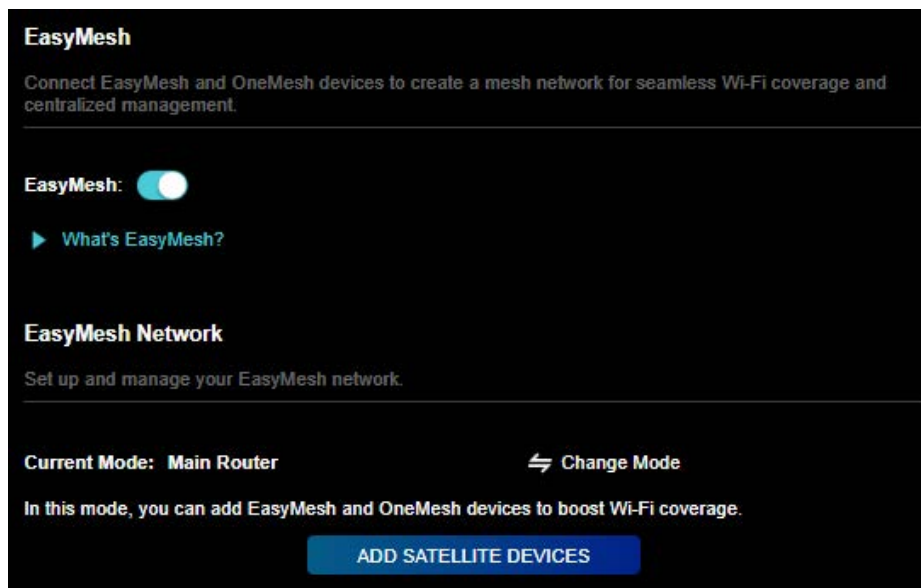 EasyMesh
Connect EasyMesh and OneMesh devices to create a mesh network for seamless Wi-Fi coverage and
centralized management.
EasyMesh:
What's EasyMesh?
EasyMesh Network
Set up and manage your EasyMesh network.
Current Mode: Main Router Change Mode
In this mode, you can add EasyMesh and OneMesh devices to boost Wi-Fi coverage.
ADD SATELLITE DEVICES